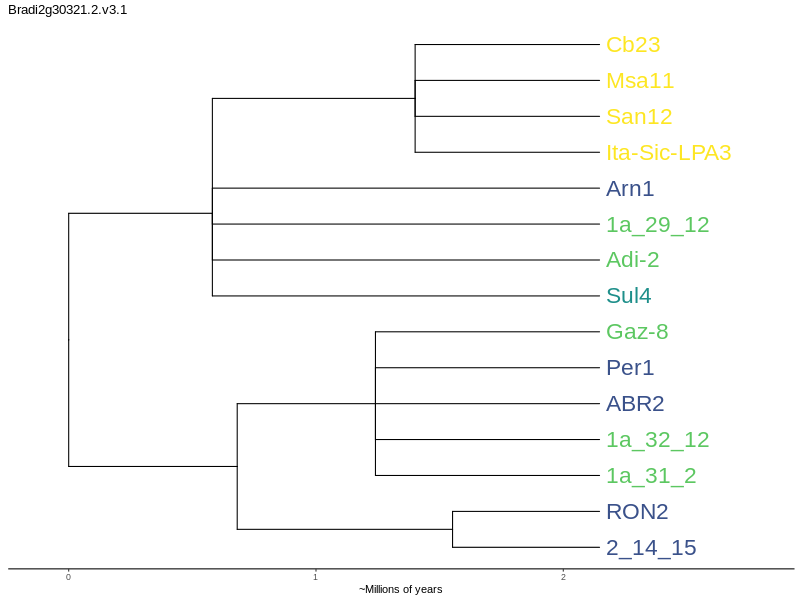 Bradi2g30321.2.v3.1
Cb23
Msa11
San12
Ita-Sic-LPA3
Arn1
1a_29_12
Adi-2
Sul4
Gaz-8
Per1
ABR2
1a_32_12
1a_31_2
RON2
2_14_15
0 1 2
~Millions of years